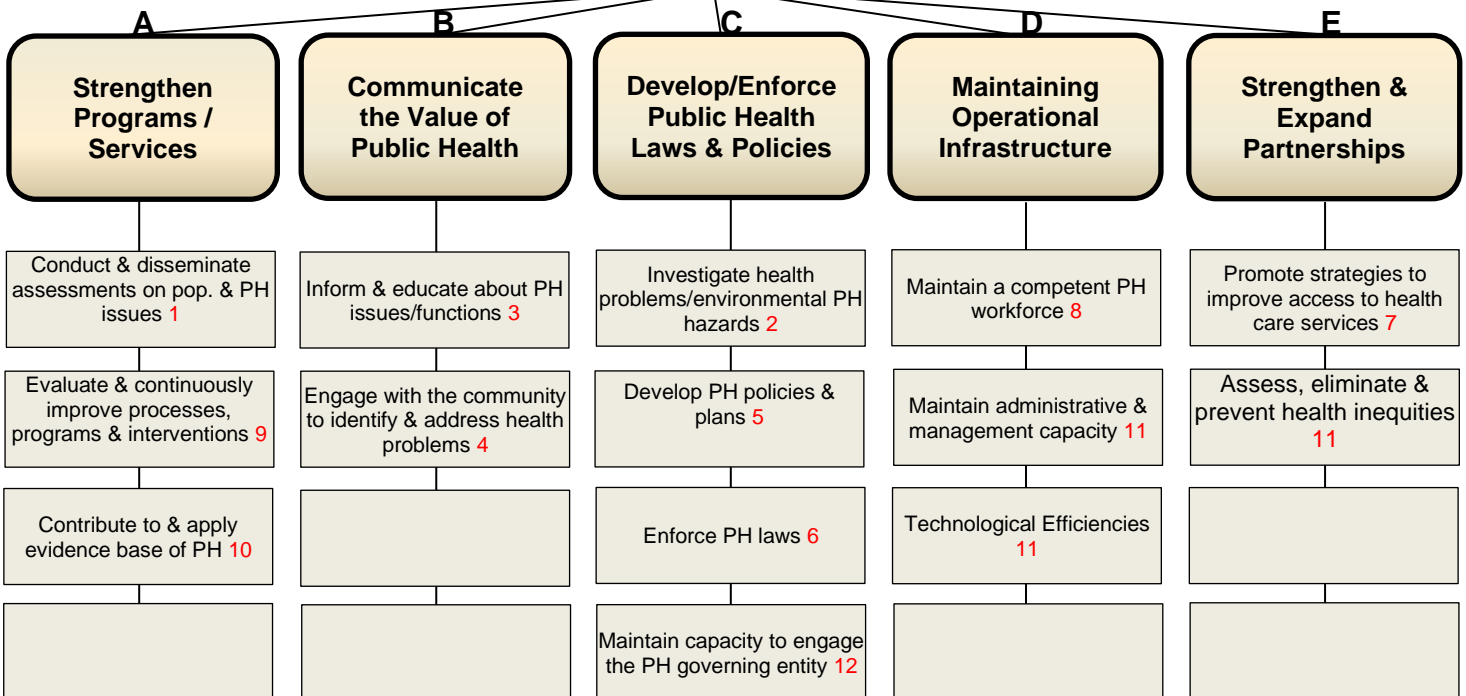 A
Strengthen
Programs /
Services
Conduct & disseminate
assessments on pop. & PH
issues 1
Evaluate & continuously
improve processes,
programs & interventions 9
Contribute to & apply
evidence base of PH 10
B
Communicate
the Value of
Public Health
Inform & educate about PH
issues/functions 3
Engage with the community
to identify & address health
problems 4
C
Develop/Enforce
Public Health
Laws & Policies
Investigate health
problems/environmental PH
hazards 2
Develop PH policies &
plans 5
Enforce PH laws 6
Maintain capacity to engage
the PH governing entity 12
D
Maintaining
Operational
Infrastructure
Maintain a competent PH
workforce 8
Maintain administrative &
management capacity 11
Technological Efficiencies
11
E
Strengthen &
Expand
Partnerships
Promote strategies to
improve access to health
care services 7
Assess, eliminate &
prevent health inequities
11